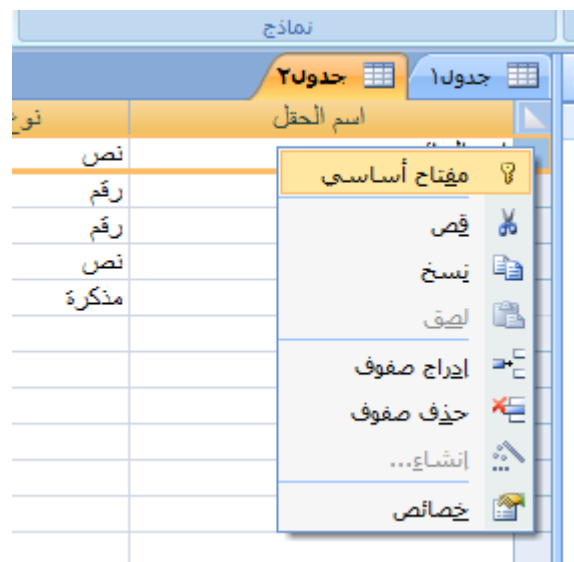 نماذج
جدول١ جدول٢
اسم الحقل
نص
رقم
رقم
نص
مذكرة
مفتاح أساسي
قص
نسخ
لصق
إدراج صفوف
حذف صفوف
إنشاء...
خصائص